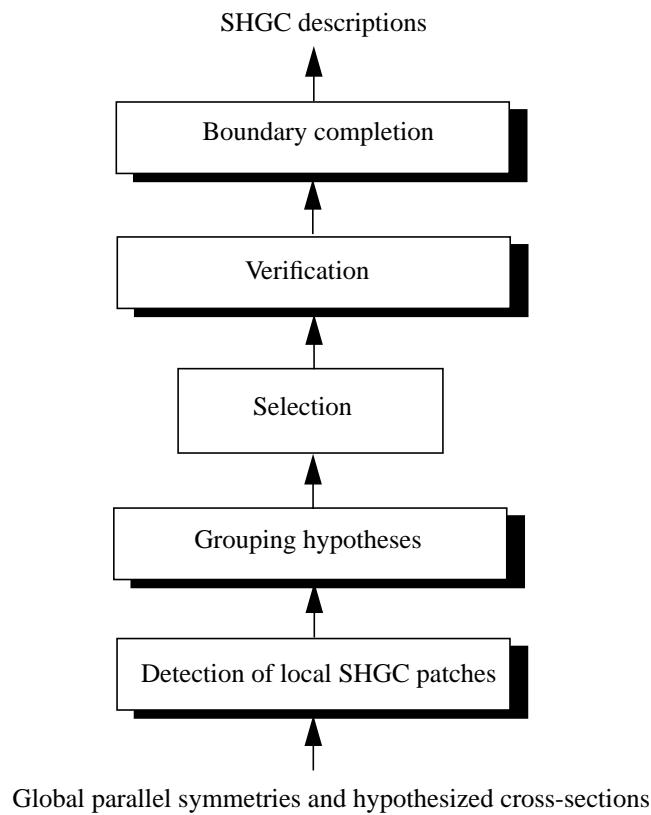 SHGC descriptions
Boundary completion
Verification
Selection
Grouping hypotheses
Detection of local SHGC patches
Global parallel symmetries and hypothesized cross-sections